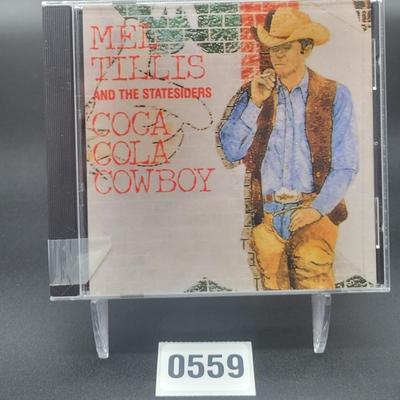 MEL
TILLIS
AND THE STATESIDERS
COCA
COLA
COWBOY
0559